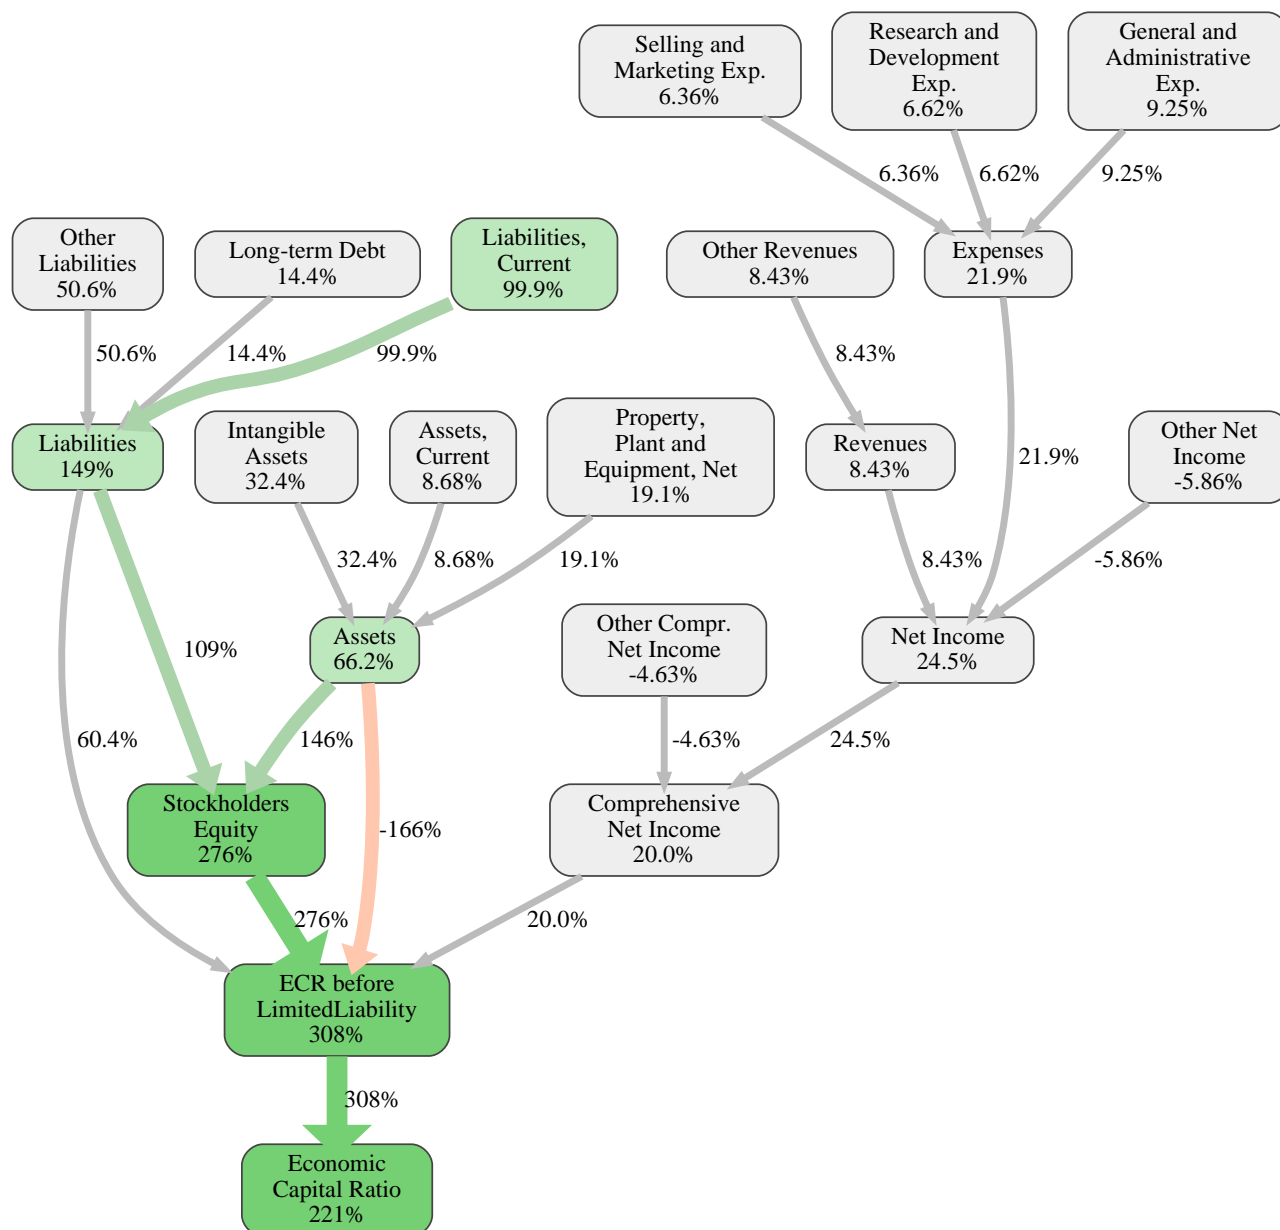 Selling and
Marketing Exp.
6.36%
Research and
Development
Exp.
6.62%
General and
Administrative
Exp.
9.25%
6.36%
6.62%
9.25%
Other
Liabilities
50.6%
Long-term Debt
14.4%
Liabilities,
Current
99.9%
Other Revenues
8.43%
Expenses
21.9%
50.6%
14.4%
99.9%
8.43%
Liabilities
149%
Intangible
Assets
32.4%
Assets,
Current
8.68%
Property,
Plant and
Equipment, Net
19.1%
Revenues
8.43%
21.9%
Other Net
Income
-5.86%
32.4%
8.68%
19.1%
8.43%
-5.86%
109%
Assets
66.2%
Other Compr.
Net Income
-4.63%
Net Income
24.5%
60.4%
146%
-4.63%
24.5%
Stockholders
Equity
276%
-166%
Comprehensive
Net Income
20.0%
276%
20.0%
ECR before
LimitedLiability
308%
308%
Economic
Capital Ratio
221%